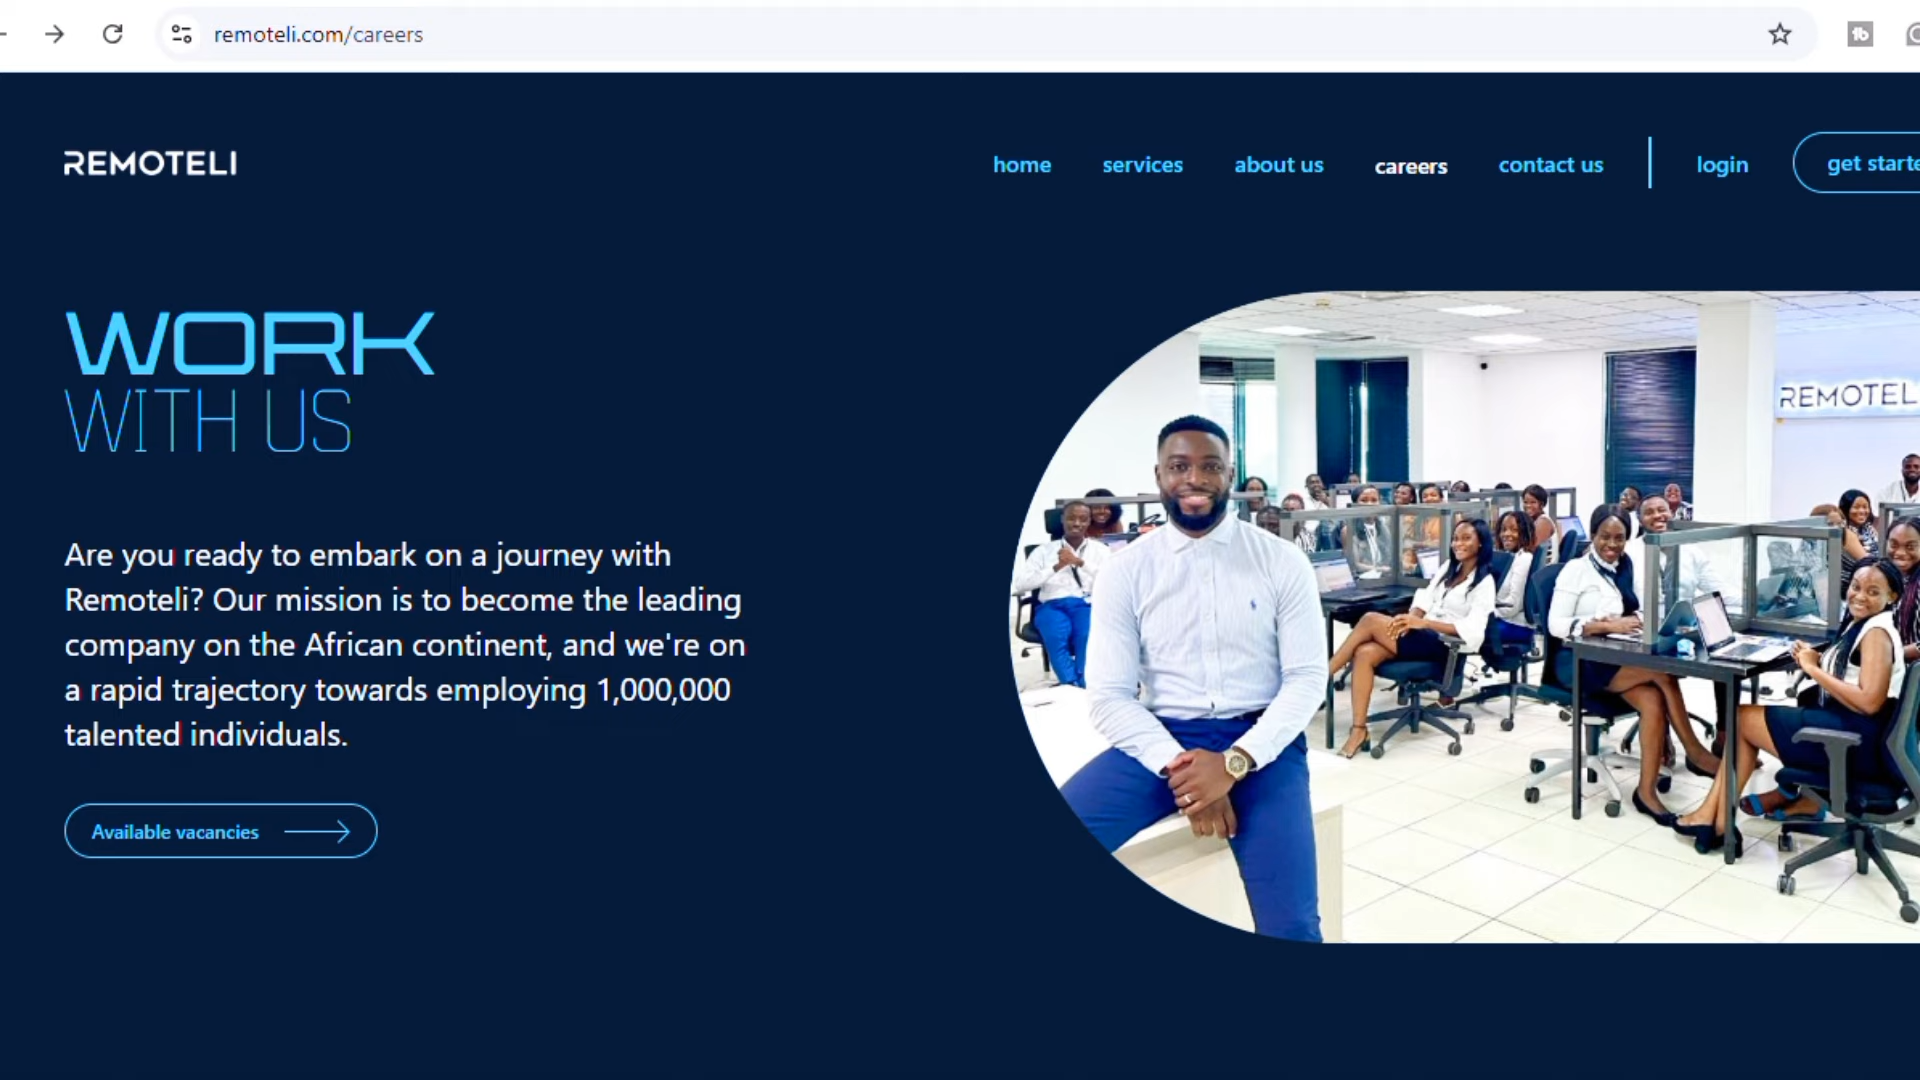 remoteli.com/careers
REMOTELI
home services about us careers contact us login get starte
WORK
WITH US
REMOTEL
Are you ready to embark on a journey with
Remoteli? Our mission is to become the leading
company on the African continent, and we're on
a rapid trajectory towards employing 1,000,000
talented individuals.
Available vacancies